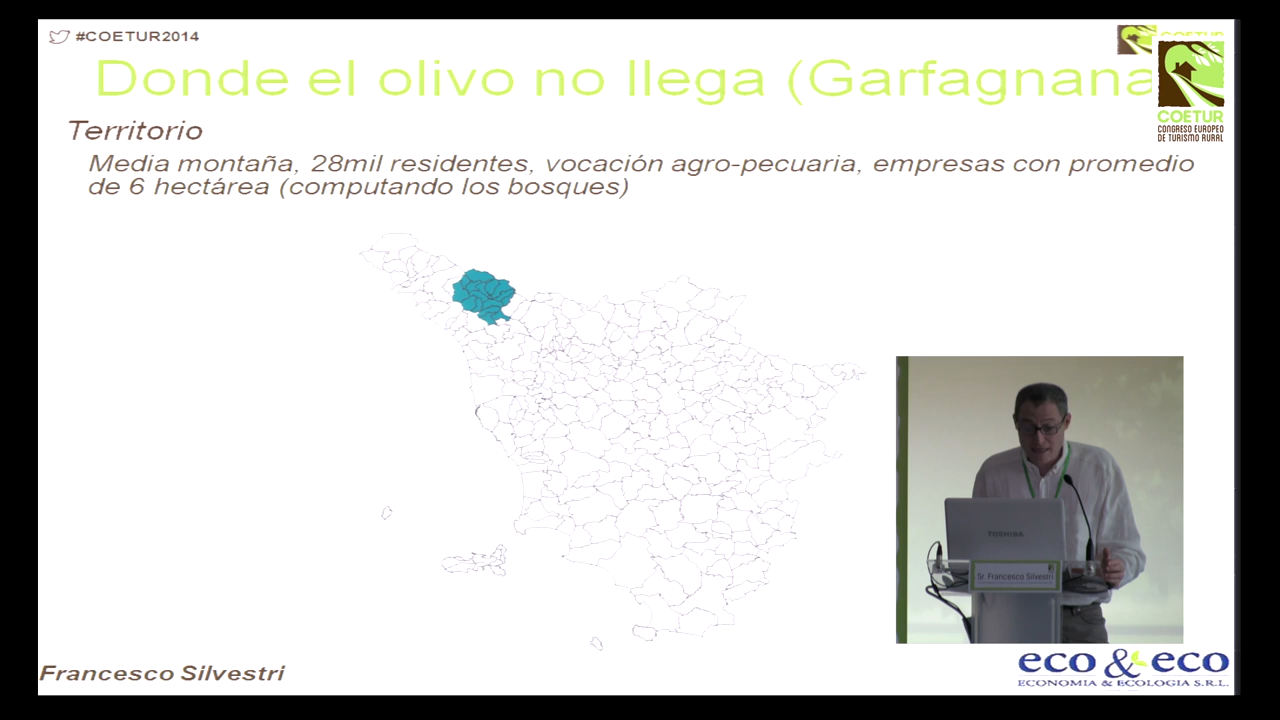 #COETUR2014
Donde el olivo no llega (Garfagnana
COETUR
CONGRESO EUROPEO
DE TURISMO RURAL
Territorio
Media montaña, 28mil residentes, vocación agro-pecuaria, empresas con promedio
de 6 hectárea (computando los bosques)
TOSHIBA
Sr. Francesco Silvestri
Francesco Silvestri
eco & eco
ECONOMIA & ECOLOGIA S.R.L.